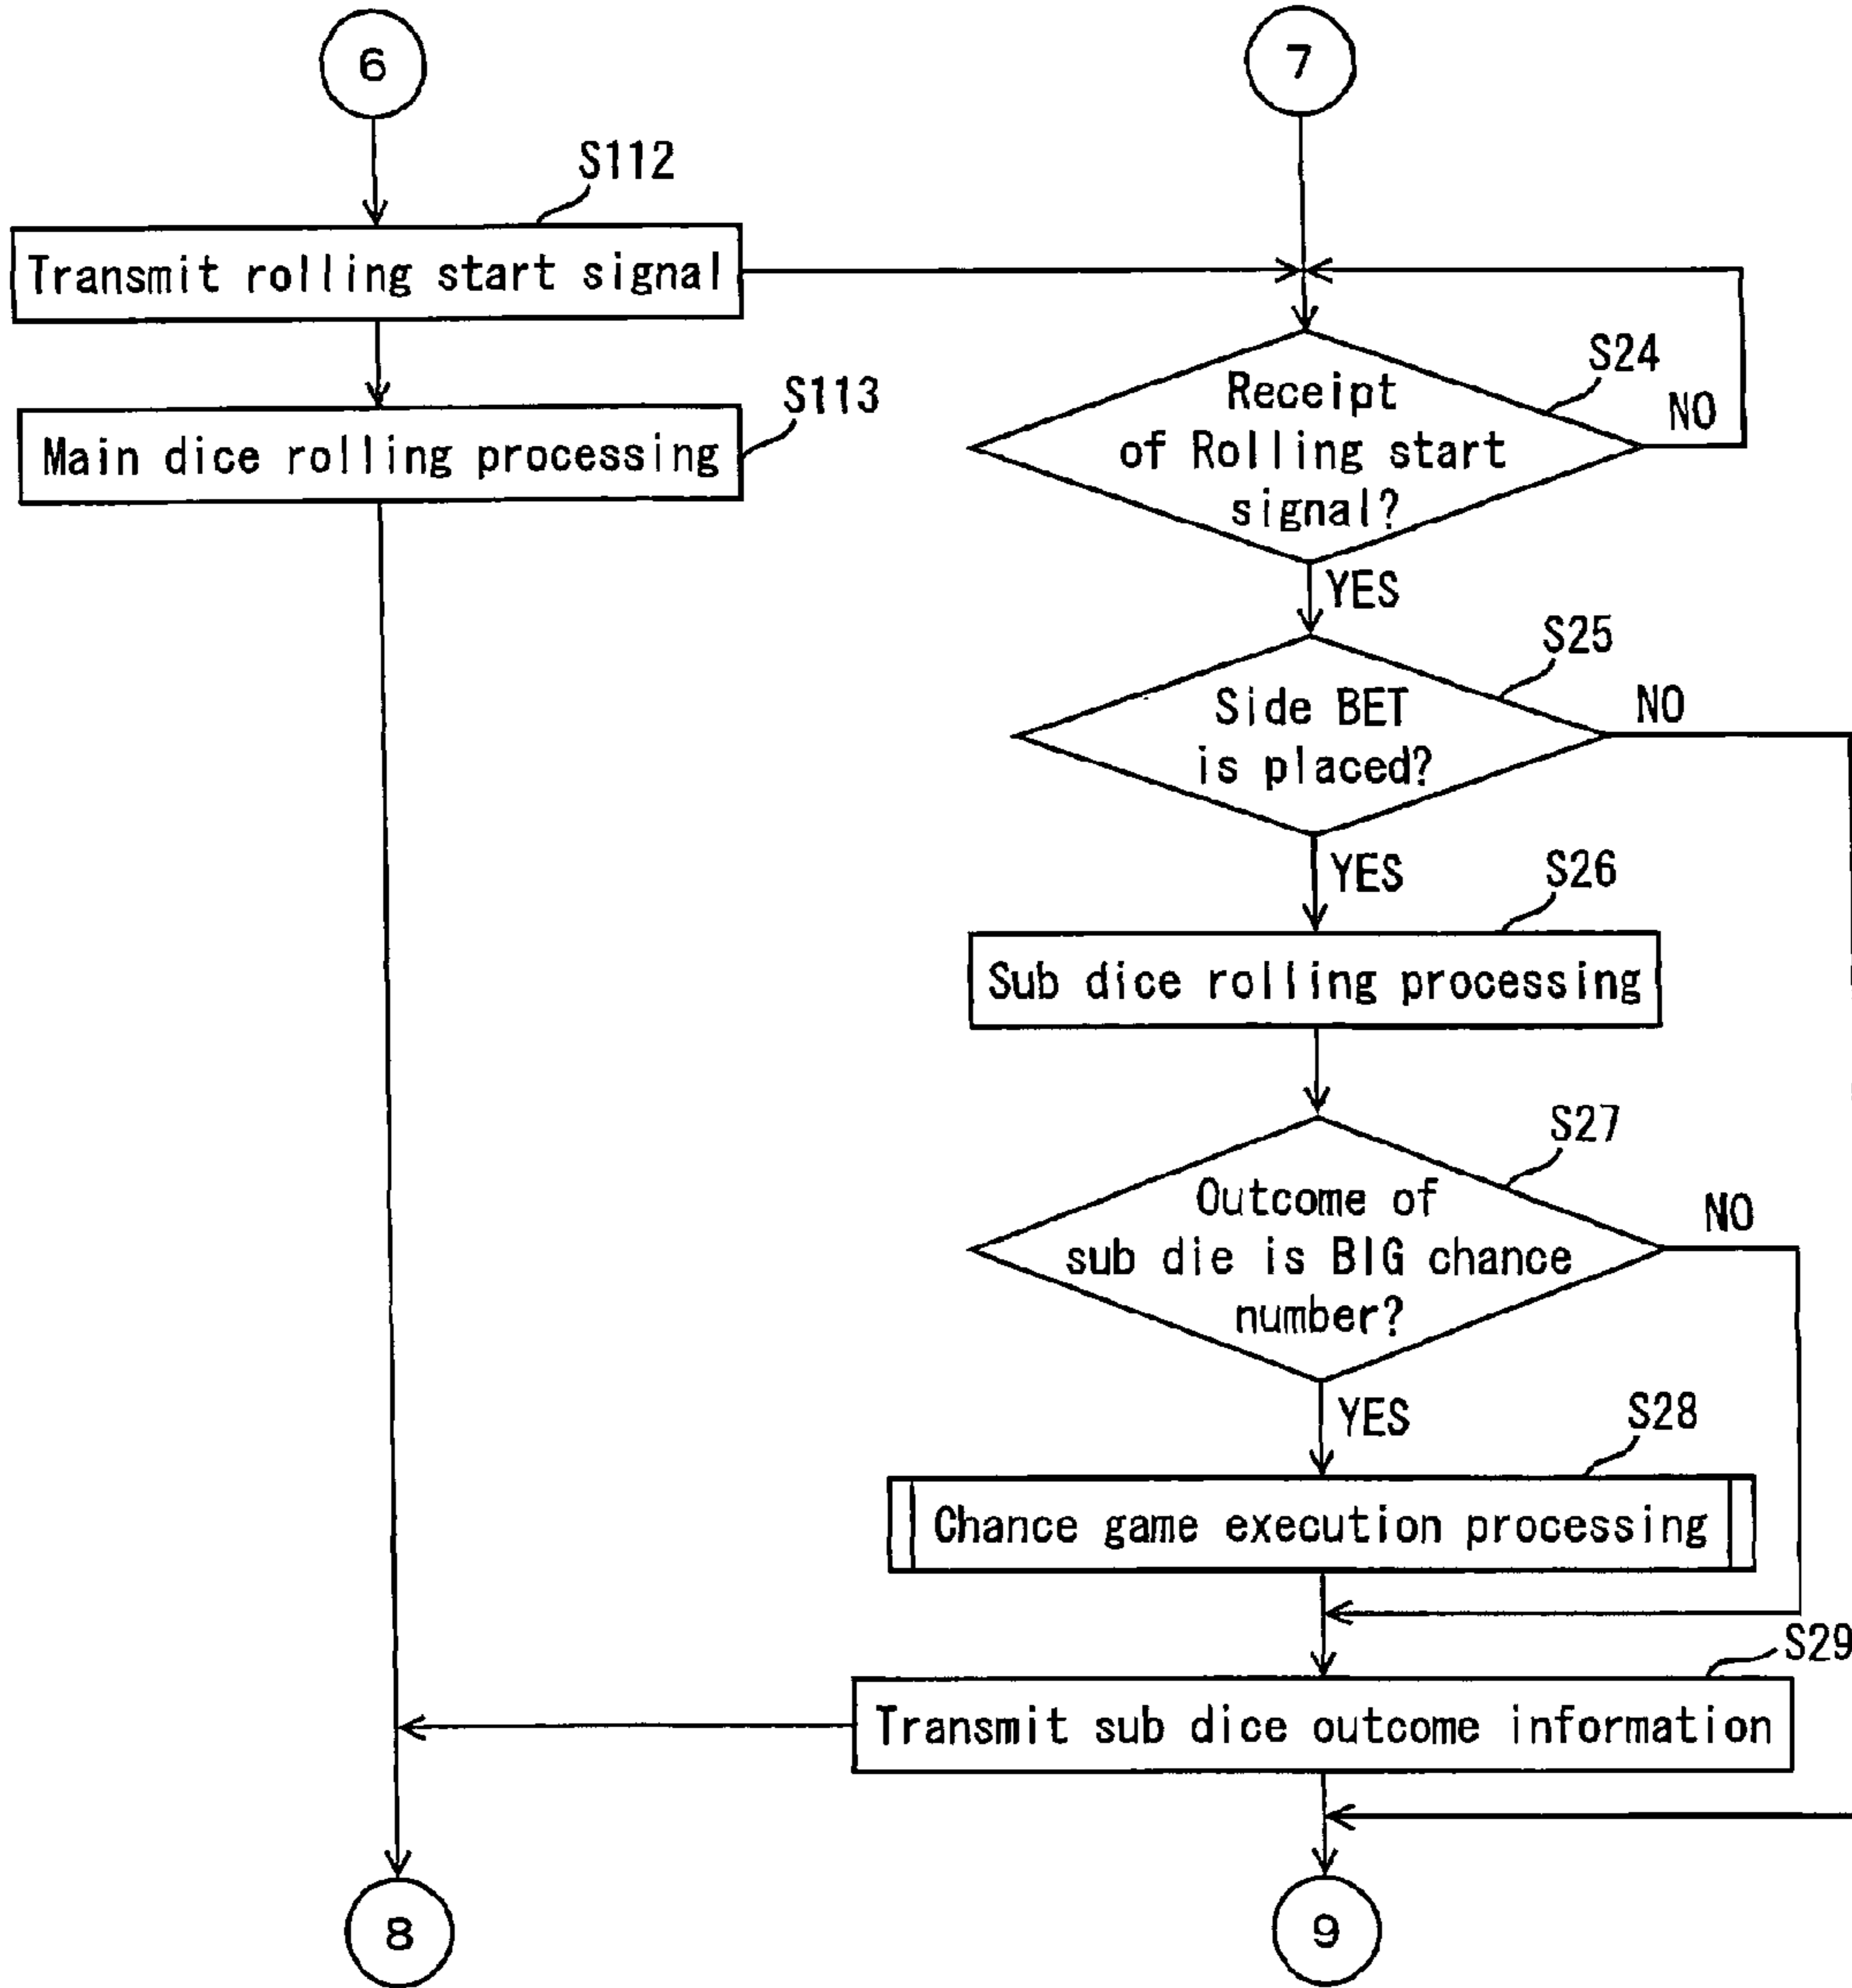 6
7
S112
Transmit rolling start signal
S113
Main dice rolling processing
S24
Receipt
of Rolling start
signal?
NO
YES
S25
Side BET
is placed?
NO
YES
S26
Sub dice rolling processing
S27
Outcome of
sub die is BIG chance
number?
NO
YES
S28
Chance game execution processing
S29
Transmit sub dice outcome information
8
9